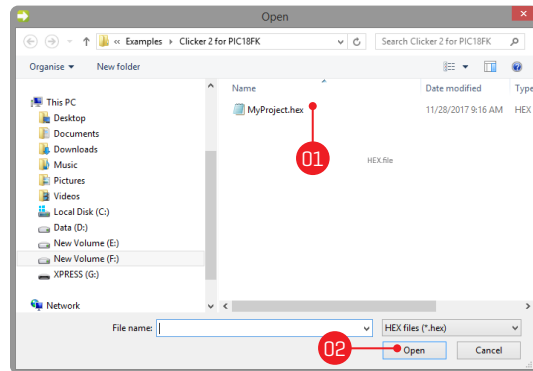 Open
« Examples ▸ Clicker 2 for PIC18FK
Search Clicker 2 for PIC18FK
Organise
New folder
Name
Date modified
Type
This PC
MyProject.hex
11/28/2017 9:16 AM
HEX
Desktop
Documents
Downloads
01
HEX file
Music
Pictures
Videos
Local Disk (C:)
Data (D:)
New Volume (E:)
New Volume (F:)
XPRESS (G:)
Network
File name:
HEX files (*.hex)
02
Open
Cancel